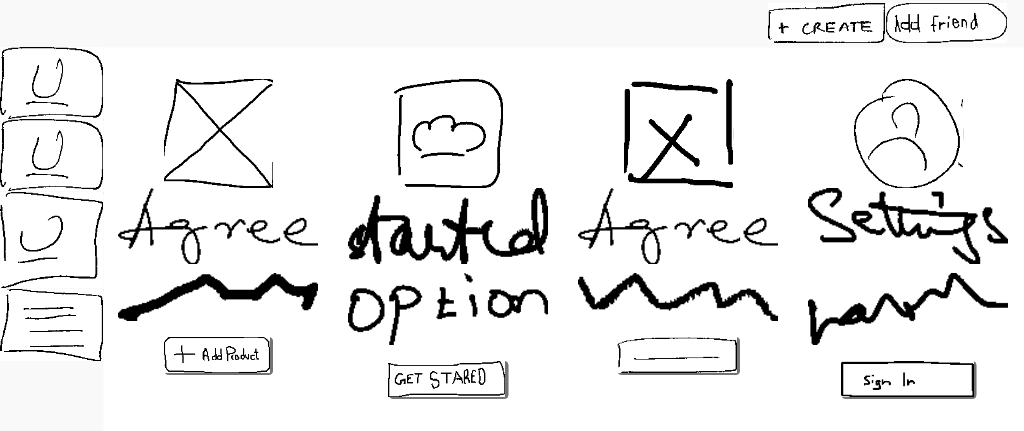 + CREATE
Add friend
Agree
started
Agree
Settings
option
+ Add Product
GET STARED
Sign In